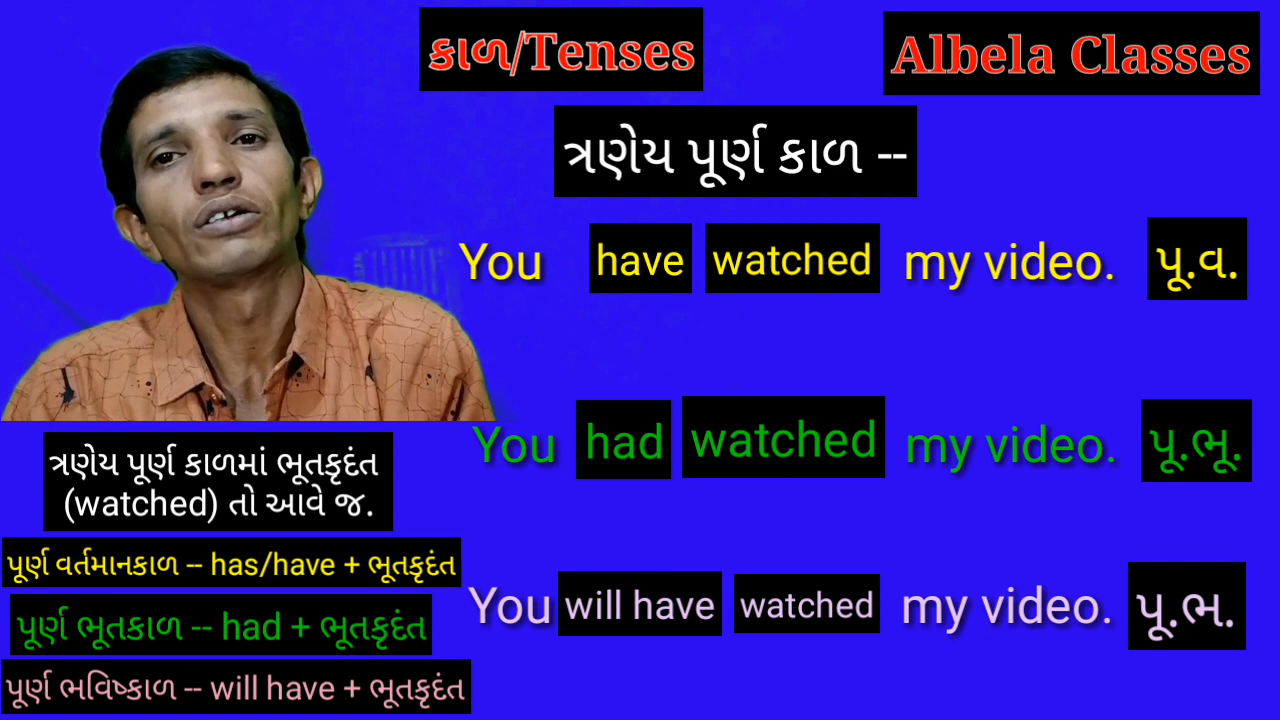 કાળ/Tenses
Albela Classes
ત્રણેય પૂર્ણ કાળ --
You have watched my video. પૂ.વ.
You had watched my video. પૂ.ભૂ.
You will have watched my video. પૂ.ભ.
ત્રણેય પૂર્ણ કાળમાં ભૂતકૃદંત
(watched) તો આવે જ.
પૂર્ણ વર્તમાનકાળ -- has/have + ભૂતકૃદંત
પૂર્ણ ભૂતકાળ -- had + ભૂતકૃદંત
પૂર્ણ ભવિષ્કાળ -- will have + ભૂતકૃદંત